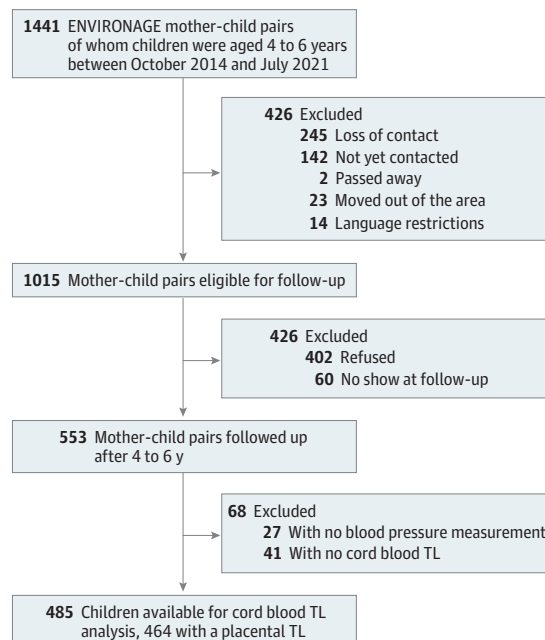 1441 ENVIRONAGE mother-child pairs
of whom children were aged 4 to 6 years
between October 2014 and July 2021
426 Excluded
245 Loss of contact
142 Not yet contacted
2 Passed away
23 Moved out of the area
14 Language restrictions
1015 Mother-child pairs eligible for follow-up
426 Excluded
402 Refused
60 No show at follow-up
553 Mother-child pairs followed up
after 4 to 6 y
68 Excluded
27 With no blood pressure measurement
41 With no cord blood TL
485 Children available for cord blood TL
analysis, 464 with a placental TL